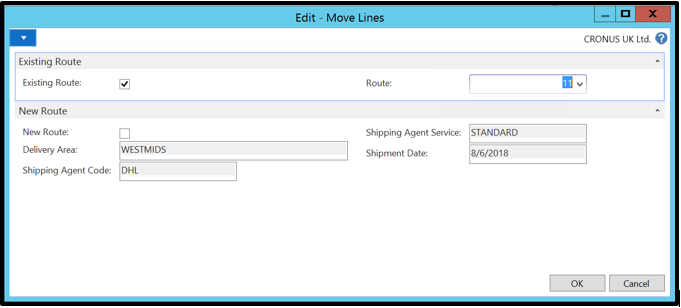 Edit - Move Lines
CRONUS UK Ltd. ?
Existing Route
Existing Route: Route: 11
New Route
New Route: Shipping Agent Service: STANDARD
Delivery Area: WESTMIDS Shipment Date: 8/6/2018
Shipping Agent Code: DHL
OK Cancel